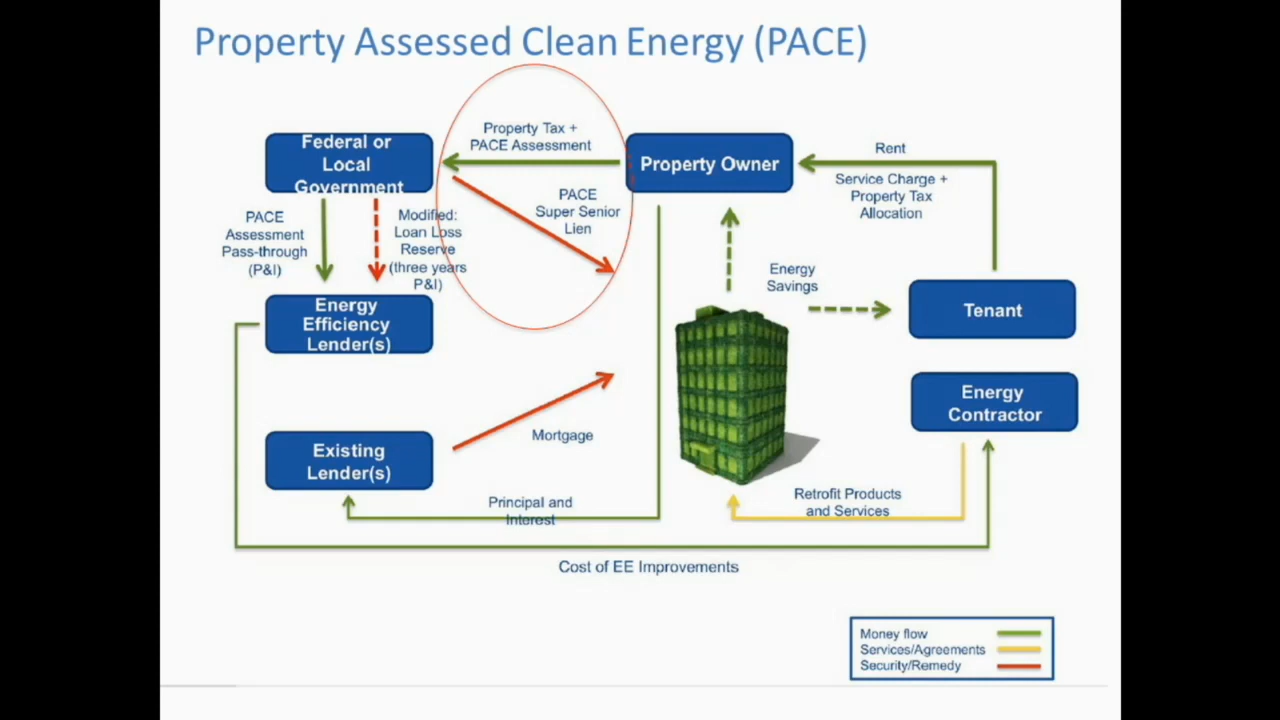 Property Assessed Clean Energy (PACE)
Federal or
Local
Government
Property Tax +
PACE Assessment
Property Owner
Rent
Service Charge +
Property Tax
Allocation
PACE
Super Senior
Lien
PACE
Assessment
Pass-through
(P&I)
Modified:
Loan Loss
Reserve
(three years
P&I)
Energy
Savings
Energy
Efficiency
Lender(s)
Tenant
Energy
Contractor
Existing
Lender(s)
Mortgage
Principal and
Interest
Retrofit Products
and Services
Cost of EE Improvements
Money flow
Services/Agreements
Security/Remedy